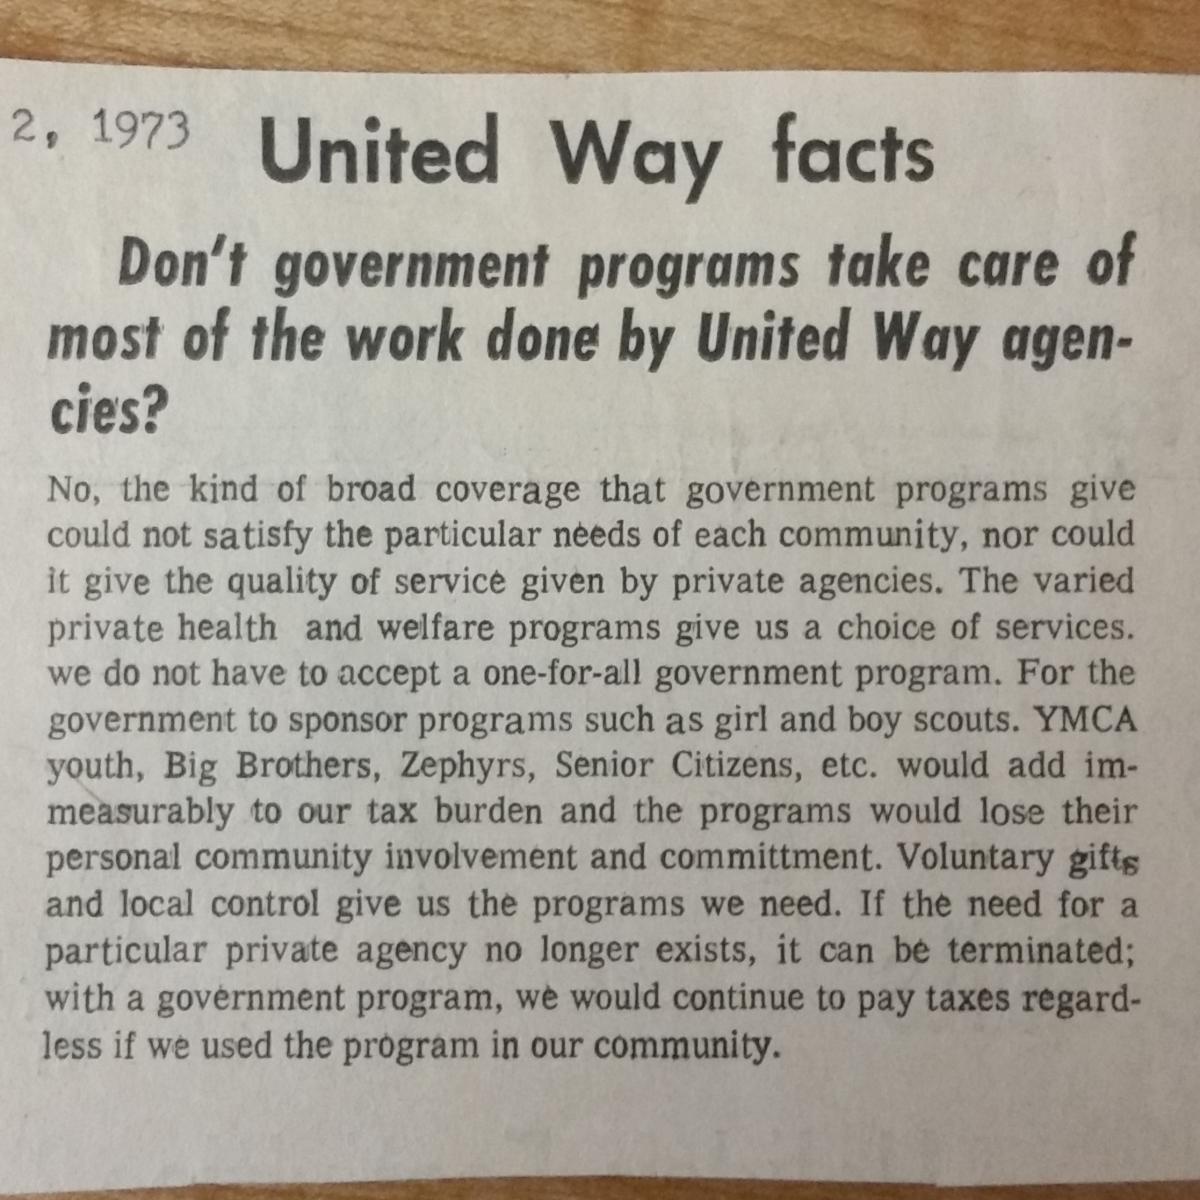 2, 1973
United Way facts
Don't government programs take care of
most of the work done by United Way agen-
cies?
No, the kind of broad coverage that government programs give
could not satisfy the particular needs of each community, nor could
it give the quality of service given by private agencies. The varied
private health and welfare programs give us a choice of services.
we do not have to accept a one-for-all government program. For the
government to sponsor programs such as girl and boy scouts. YMCA
youth, Big Brothers, Zephyrs, Senior Citizens, etc. would add im-
measurably to our tax burden and the programs would lose their
personal community involvement and committment. Voluntary gifts
and local control give us the programs we need. If the need for a
particular private agency no longer exists, it can be terminated;
with a government program, we would continue to pay taxes regard-
less if we used the program in our community.